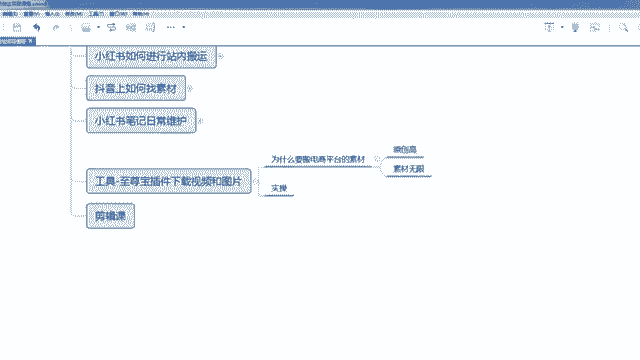 小红书如何进行站内搬运
抖音上如何找素材
小红书笔记日常维护
为什么要搬电商平台的素材
原创高
素材无限
工具-至尊宝插件下载视频和图片
实操
剪辑课